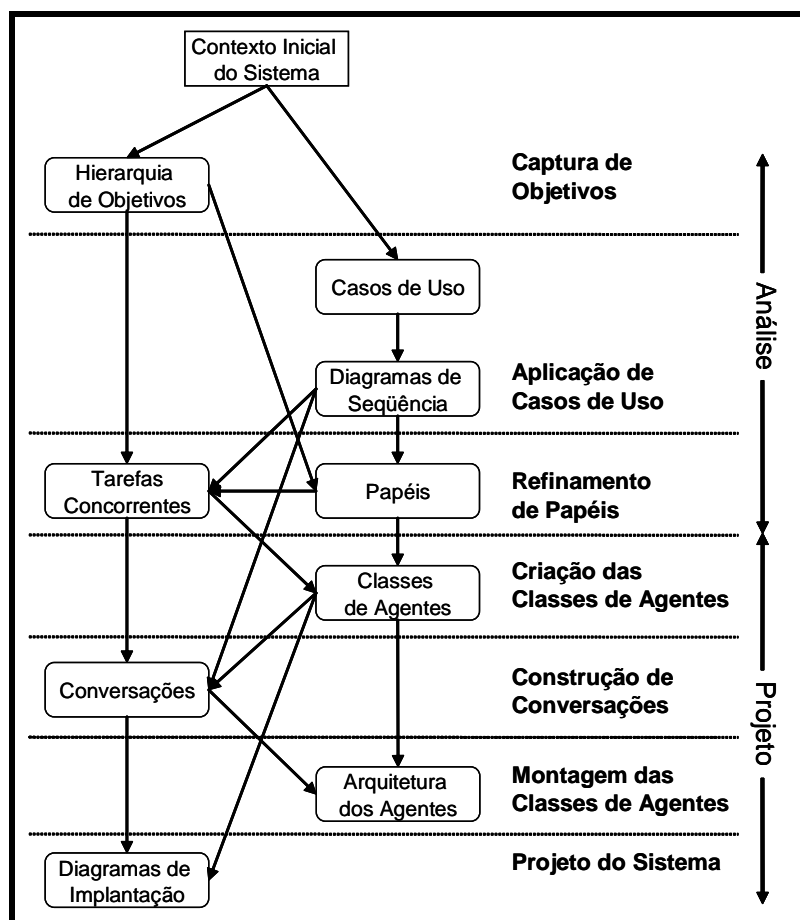 Contexto Inicial
do Sistema
Hierarquia
de Objetivos
Captura de
Objetivos
Casos de Uso
Diagramas de
Seqüência
Aplicação de
Casos de Uso
Análise
Tarefas
Concorrentes
Papéis
Refinamento
de Papéis
Classes
de Agentes
Criação das
Classes de Agentes
Conversações
Construção de
Conversações
Projeto
Arquitetura
dos Agentes
Montagem das
Classes de Agentes
Diagramas de
Implantação
Projeto do Sistema